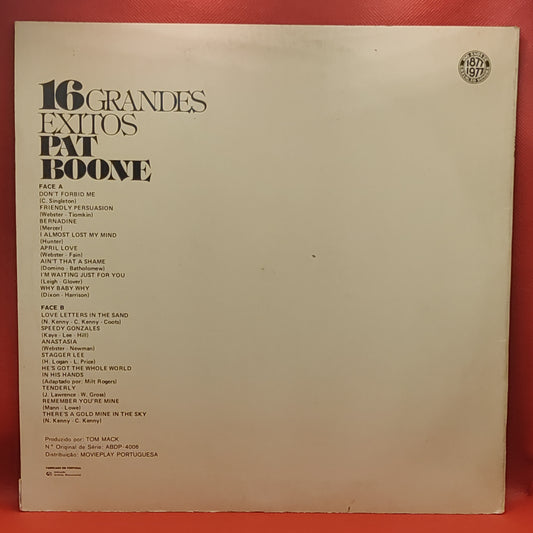 1877
1977
16 GRANDES
EXITOS
PAT
BOONE
FACE A
DON'T FORBID ME
(C. Singleton)
FRIENDLY PERSUASION
(Webster - Tiomkin)
BERNADINE
(Mercer)
I ALMOST LOST MY MIND
(Hunter)
APRIL LOVE
(Webster - Fain)
AIN'T THAT A SHAME
(Domino - Batholomew)
I'M WAITING JUST FOR YOU
(Leigh - Glover)
WHY BABY WHY
(Dixon - Harrison)
FACE B
LOVE LETTERS IN THE SAND
(N. Kenny - C. Kenny - Coots)
SPEEDY GONZALES
(Kaye - Lee - Hill)
ANASTASIA
(Webster - Newman)
STAGGER LEE
(H. Logan - L. Price)
HE'S GOT THE WHOLE WORLD
IN HIS HANDS
(Adaptado por: Milt Rogers)
TENDERLY
(J. Lawrence - W. Gross)
REMEMBER YOU'RE MINE
(Mann - Lowe)
THERE'S A GOLD MINE IN THE SKY
(N. Kenny - C. Kenny)
Produzido por: TOM MACK
N.º Original de Série: ABDP-4006
Distribuição: MOVIEPLAY PORTUGUESA
FABRICADO EM PORTUGAL